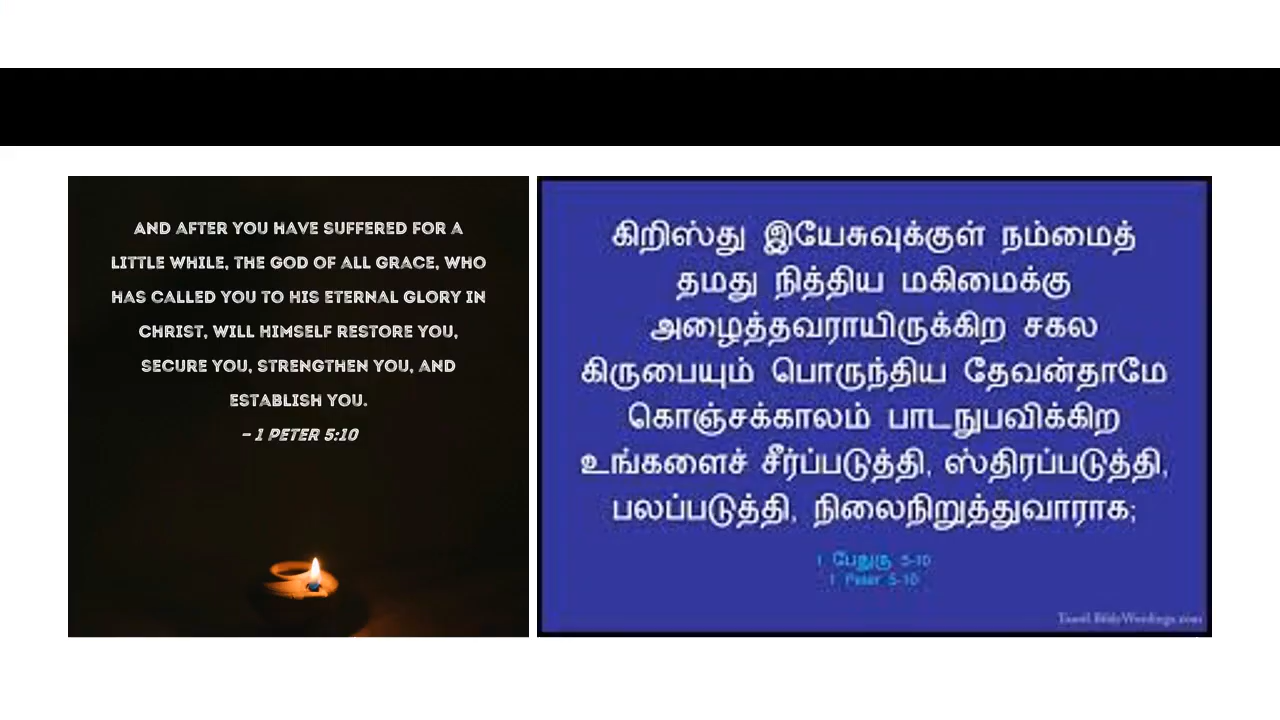 AND AFTER YOU HAVE SUFFERED FOR A
LITTLE WHILE, THE GOD OF ALL GRACE, WHO
HAS CALLED YOU TO HIS ETERNAL GLORY IN
CHRIST, WILL HIMSELF RESTORE YOU,
SECURE YOU, STRENGTHEN YOU, AND
ESTABLISH YOU.
– 1 PETER 5:10
கிறிஸ்து இயேசுவுக்குள் நம்மைத்
தமது நித்திய மகிமைக்கு
அழைத்தவராயிருக்கிற சகல
கிருபையும் பொருந்திய தேவன்தாமே
கொஞ்சக்காலம் பாடநுபவிக்கிற
உங்களைச் சீர்ப்படுத்தி, ஸ்திரப்படுத்தி,
பலப்படுத்தி, நிலைநிறுத்துவாராக;
1 பேதுரு 5-10
1 Peter 5-10
Tamil.BibleWordings.com